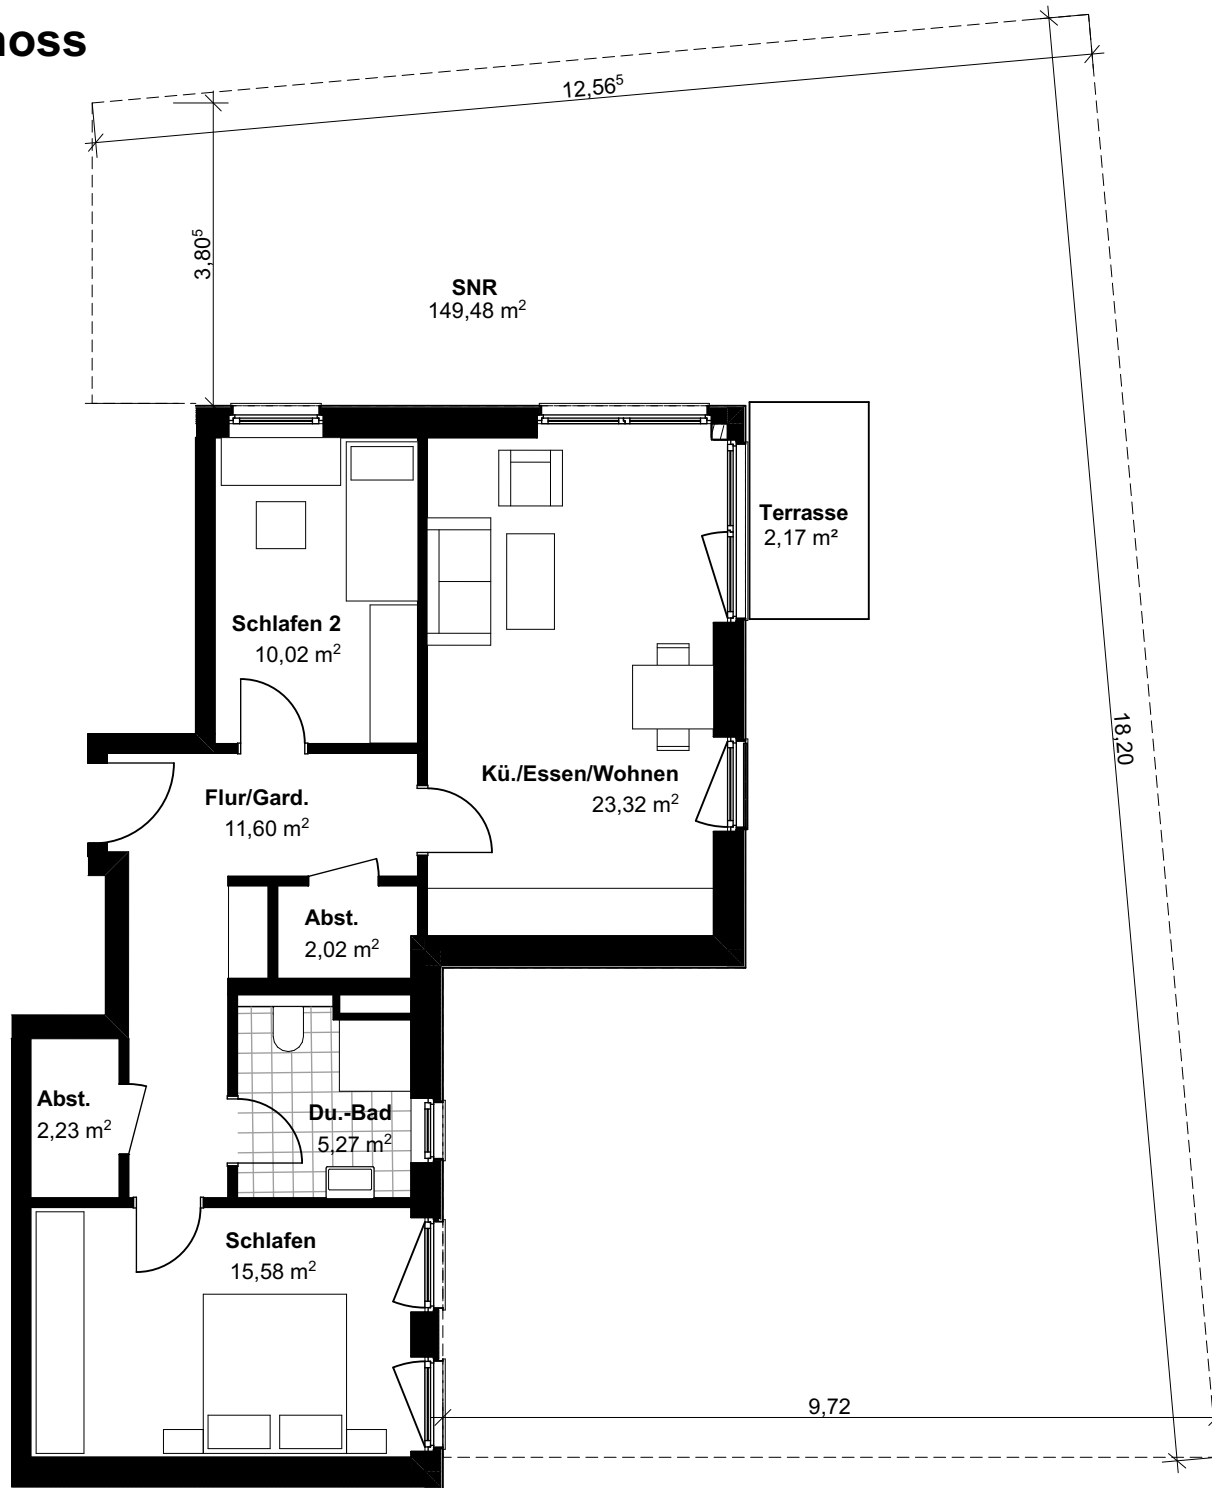 noss
12,56⁵
3,80⁵
SNR
149,48 m²
Terrasse
2,17 m²
Schlafen 2
10,02 m²
18,20
Kü./Essen/Wohnen
23,32 m²
Flur/Gard.
11,60 m²
Abst.
2,02 m²
Abst.
2,23 m²
Du.-Bad
5,27 m²
Schlafen
15,58 m²
9,72